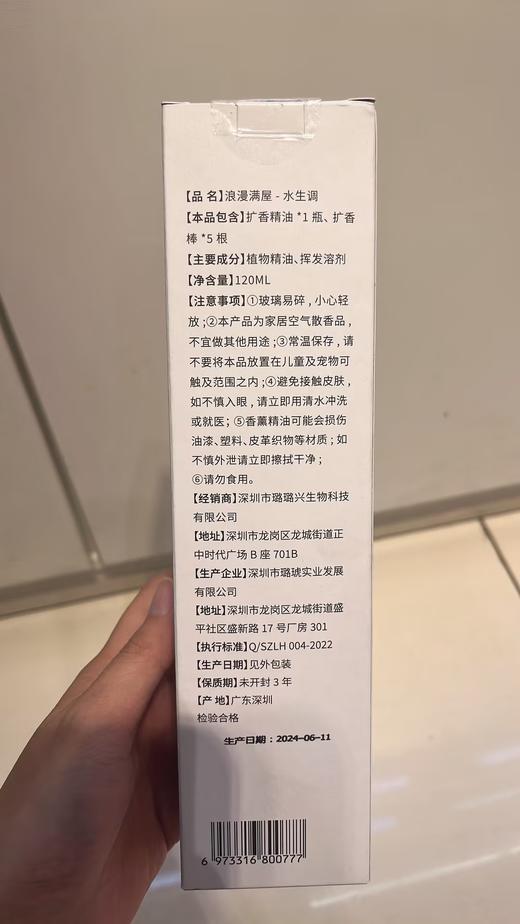 【品 名】浪漫满屋 - 水生调
【本品包含】扩香精油 *1 瓶、扩香
棒 *5 根
【主要成分】植物精油、挥发溶剂
【净含量】120ML
【注意事项】①玻璃易碎，小心轻
放；②本产品为家居空气散香品，
不宜做其他用途；③常温保存，请
不要将本品放置在儿童及宠物可
触及范围之内；④避免接触皮肤，
如不慎入眼，请立即用清水冲洗
或就医；⑤香薰精油可能会损伤
油漆、塑料、皮革织物等材质；如
不慎外泄请立即擦拭干净；
⑥请勿食用。
【经销商】深圳市璐璐兴生物科技
有限公司
【地址】深圳市龙岗区龙城街道正
中时代广场 B 座 701B
【生产企业】深圳市璐琥实业发展
有限公司
【地址】深圳市龙岗区龙城街道盛
平社区盛新路 17 号厂房 301
【执行标准】Q/SZLH 004-2022
【生产日期】见外包装
【保质期】未开封 3 年
【产 地】广东深圳
检验合格
生产日期：2024-06-11
6 973316 800777